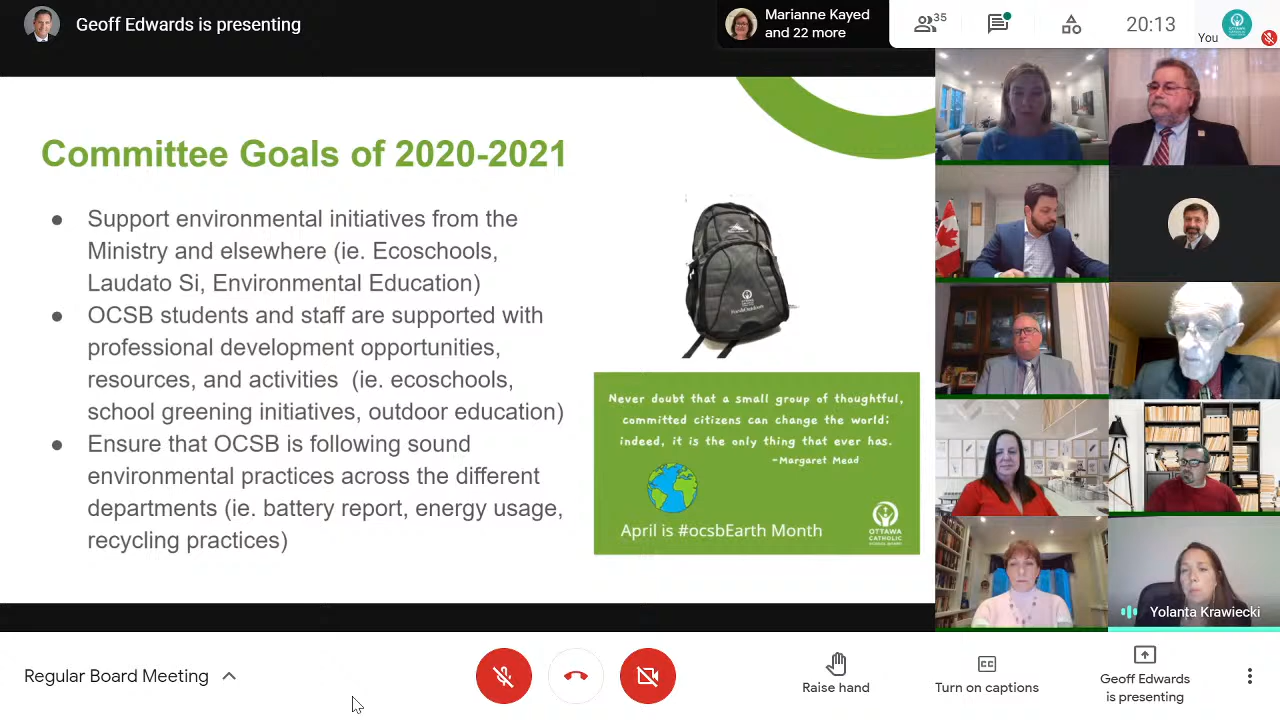 Geoff Edwards is presenting
Marianne Kayed
and 22 more
35
20:13
You
Committee Goals of 2020-2021
● Support environmental initiatives from the
Ministry and elsewhere (ie. Ecoschools,
Laudato Si, Environmental Education)
● OCSB students and staff are supported with
professional development opportunities,
resources, and activities (ie. ecoschools,
school greening initiatives, outdoor education)
● Ensure that OCSB is following sound
environmental practices across the different
departments (ie. battery report, energy usage,
recycling practices)
Never doubt that a small group of thoughtful,
committed citizens can change the world;
indeed, it is the only thing that ever has.
-Margaret Mead
April is #ocsbEarth Month
OTTAWA
CATHOLIC
Yolanta Krawiecki
Regular Board Meeting
Raise hand
CC
Turn on captions
Geoff Edwards
is presenting